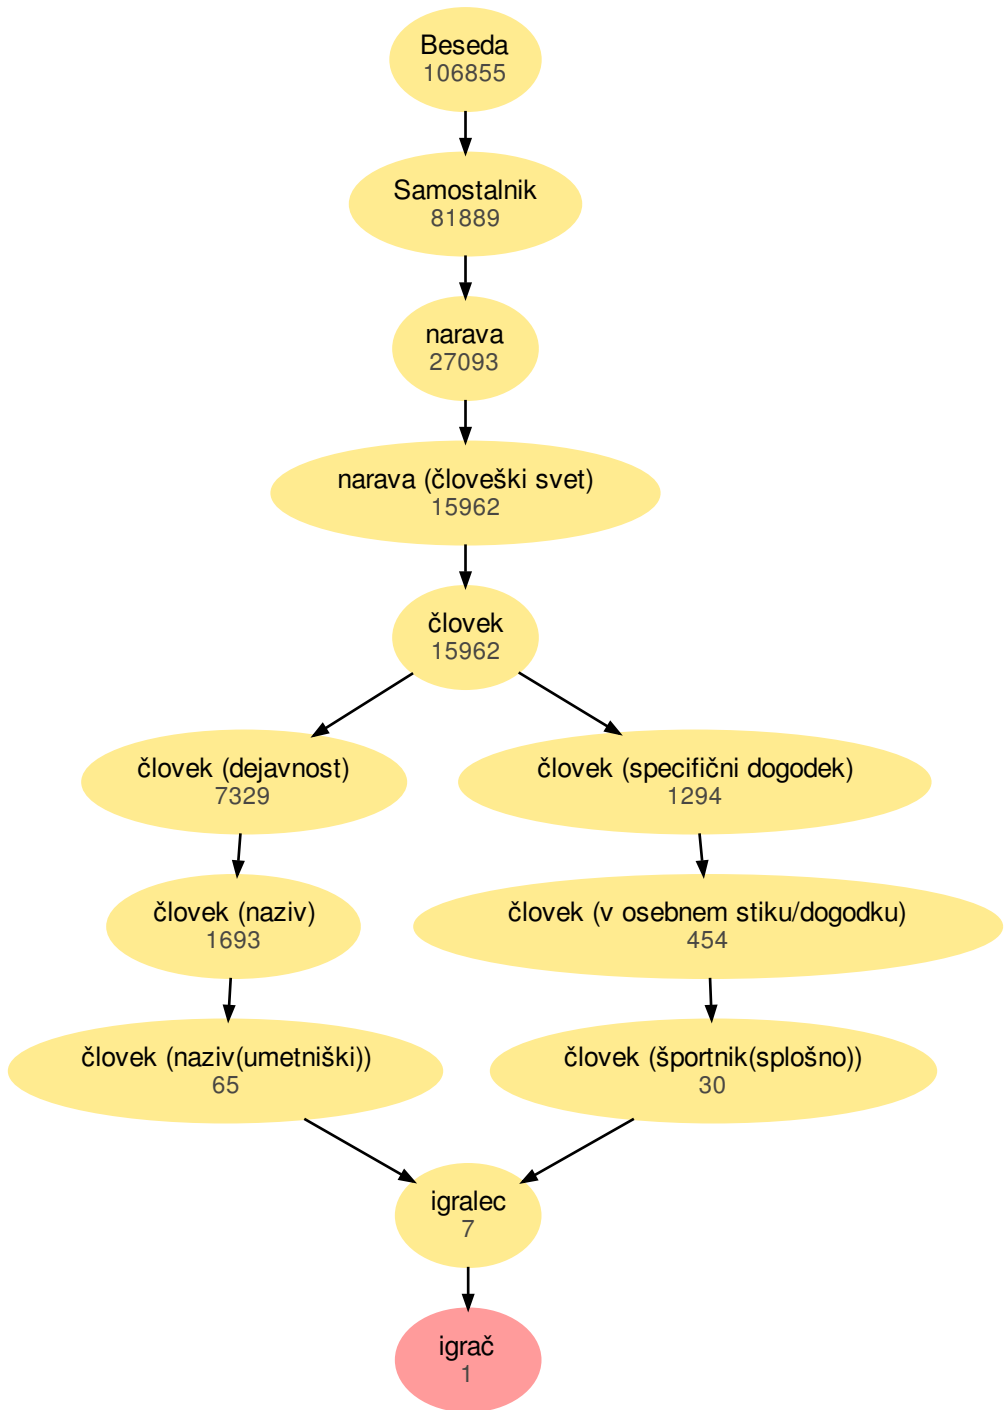 Beseda
106855
Samostalnik
81889
narava
27093
narava (človeški svet)
15962
človek
15962
človek (dejavnost)
7329
človek (specifični dogodek)
1294
človek (naziv)
1693
človek (v osebnem stiku/dogodku)
454
človek (naziv(umetniški))
65
človek (športnik(splošno))
30
igralec
7
igrač
1